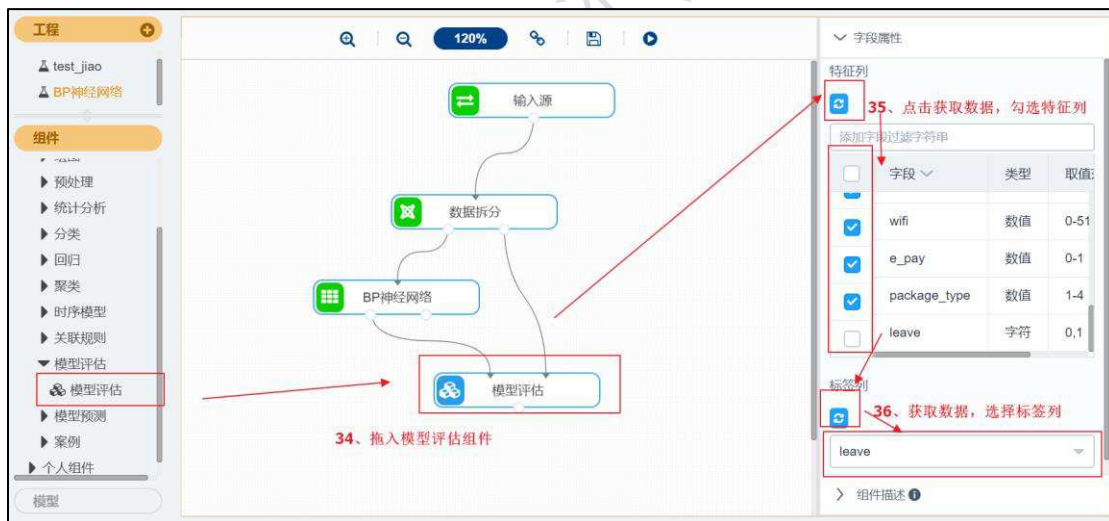 工程
test_jiao
BP神经网络
组件
预处理
统计分析
分类
回归
聚类
时序模型
关联规则
模型评估
模型评估
模型预测
案例
个人组件
模型
120%
输入源
数据拆分
BP神经网络
模型评估
34、拖入模型评估组件
字段属性
特征列
35、点击获取数据，勾选特征列
添加字段过滤字符串
字段 类型 取值
wifi 数值 0-51
e_pay 数值 0-1
package_type 数值 1-4
leave 字符 0,1
标签列
36、获取数据，选择标签列
leave
组件描述